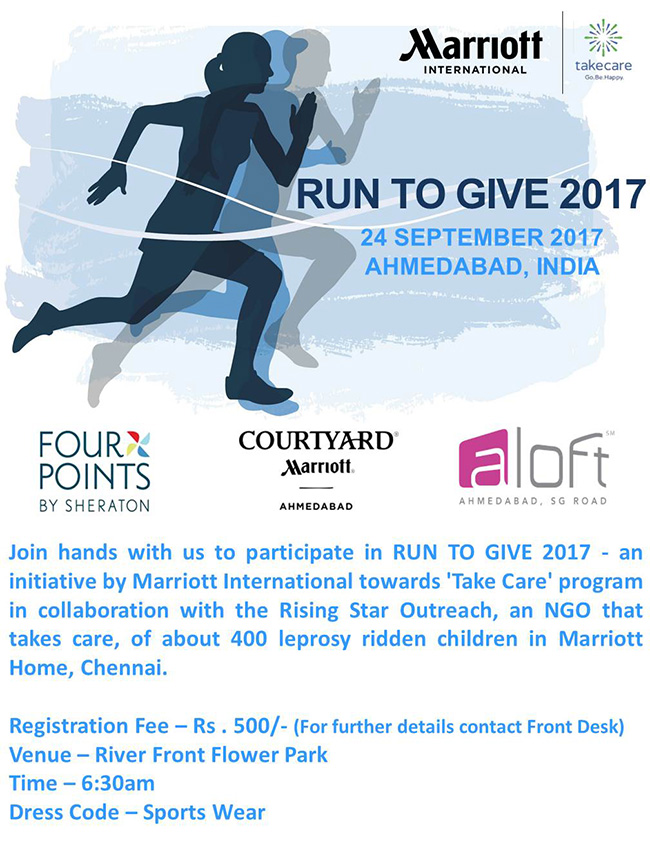 Marriott
INTERNATIONAL
takecare
Go.Be.Happy.
RUN TO GIVE 2017
24 SEPTEMBER 2017
AHMEDABAD, INDIA
FOUR
POINTS
BY SHERATON
COURTYARD®
Marriott®
AHMEDABAD
aloft SM
AHMEDABAD, SG ROAD
Join hands with us to participate in RUN TO GIVE 2017 - an
initiative by Marriott International towards 'Take Care' program
in collaboration with the Rising Star Outreach, an NGO that
takes care, of about 400 leprosy ridden children in Marriott
Home, Chennai.
Registration Fee – Rs . 500/- (For further details contact Front Desk)
Venue – River Front Flower Park
Time – 6:30am
Dress Code – Sports Wear